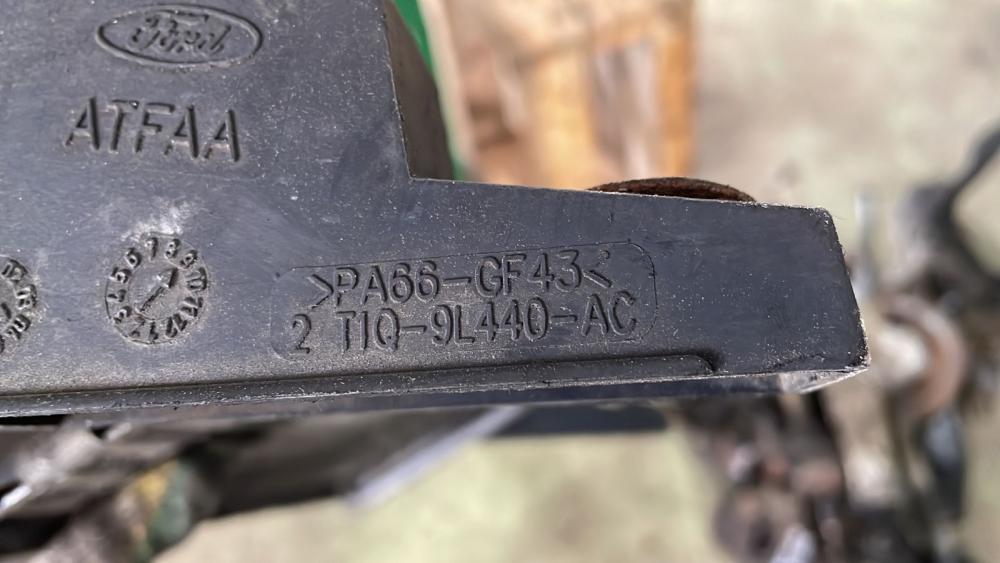 Ford
ATFAA
>PA66-GF43<
2 T1Q-9L440-AC